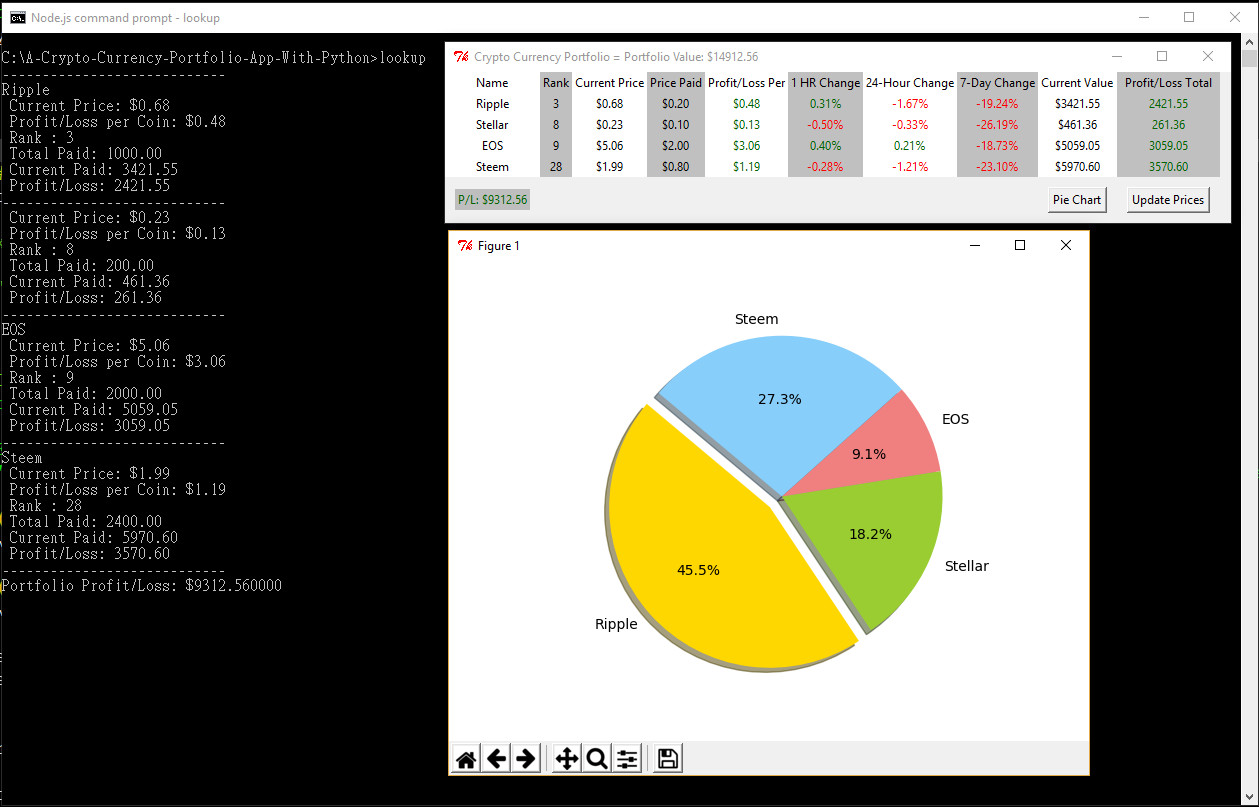 Node.js command prompt - lookup
C:\A-Crypto-Currency-Portfolio-App-With-Python>lookup
---------------------------
Ripple
Current Price: $0.68
Profit/Loss per Coin: $0.48
Rank : 3
Total Paid: 1000.00
Current Paid: 3421.55
Profit/Loss: 2421.55
---------------------------
Current Price: $0.23
Profit/Loss per Coin: $0.13
Rank : 8
Total Paid: 200.00
Current Paid: 461.36
Profit/Loss: 261.36
---------------------------
EOS
Current Price: $5.06
Profit/Loss per Coin: $3.06
Rank : 9
Total Paid: 2000.00
Current Paid: 5059.05
Profit/Loss: 3059.05
---------------------------
Steem
Current Price: $1.99
Profit/Loss per Coin: $1.19
Rank : 28
Total Paid: 2400.00
Current Paid: 5970.60
Profit/Loss: 3570.60
---------------------------
Portfolio Profit/Loss: $9312.560000
Crypto Currency Portfolio = Portfolio Value: $14912.56
Name Rank Current Price Price Paid Profit/Loss Per 1 HR Change 24-Hour Change 7-Day Change Current Value Profit/Loss Total
Ripple 3 $0.68 $0.20 $0.48 0.31% -1.67% -19.24% $3421.55 2421.55
Stellar 8 $0.23 $0.10 $0.13 -0.50% -0.33% -26.19% $461.36 261.36
EOS 9 $5.06 $2.00 $3.06 0.40% 0.21% -18.73% $5059.05 3059.05
Steem 28 $1.99 $0.80 $1.19 -0.28% -1.21% -23.10% $5970.60 3570.60
P/L: $9312.56 Pie Chart Update Prices
Figure 1
Steem
27.3%
EOS
9.1%
18.2%
Stellar
45.5%
Ripple